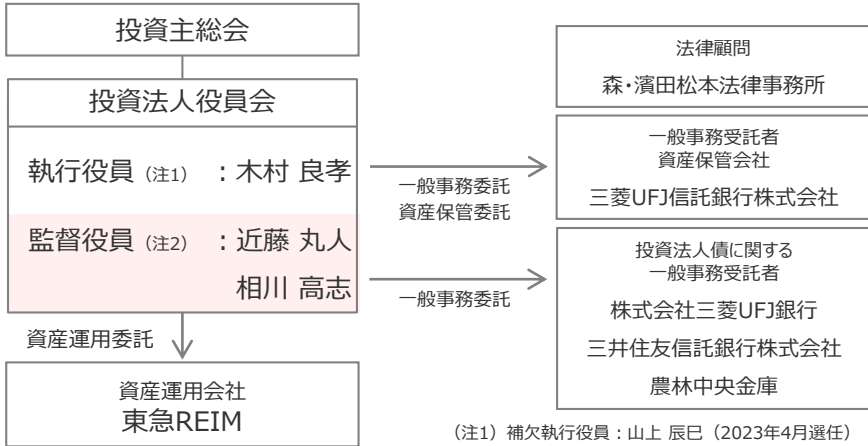 投資主総会
投資法人役員会
執行役員（注1）：木村 良孝
監督役員（注2）：近藤 丸人
相川 高志
資産運用委託
資産運用会社
東急REIM
一般事務委託
資産保管委託
一般事務委託
法律顧問
森・濱田松本法律事務所
一般事務受託者
資産保管会社
三菱UFJ信託銀行株式会社
投資法人債に関する
一般事務受託者
株式会社三菱UFJ銀行
三井住友信託銀行株式会社
農林中央金庫
（注1）補欠執行役員：山上 辰巳（2023年4月選任）